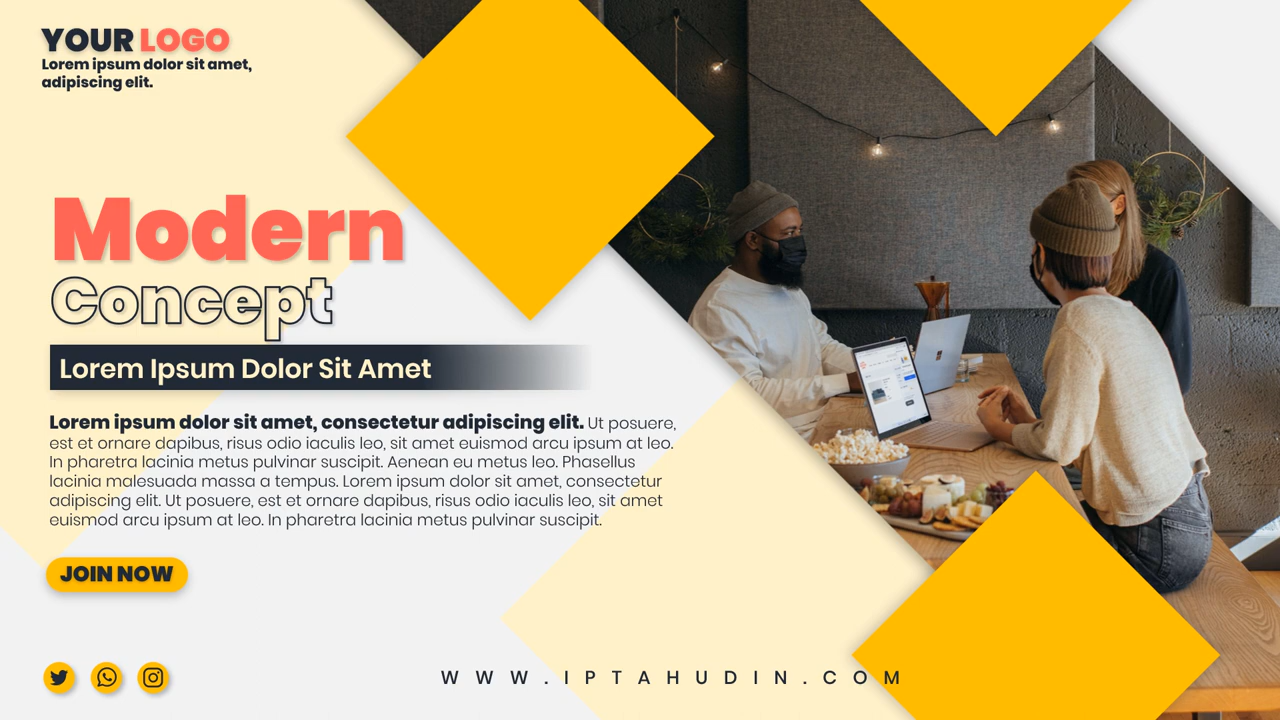 YOUR LOGO
Lorem ipsum dolor sit amet,
adipiscing elit.
Modern
Concept
Lorem Ipsum Dolor Sit Amet
Lorem ipsum dolor sit amet, consectetur adipiscing elit. Ut posuere,
est et ornare dapibus, risus odio iaculis leo, sit amet euismod arcu ipsum at leo.
In pharetra lacinia metus pulvinar suscipit. Aenean eu metus leo. Phasellus
lacinia malesuada massa a tempus. Lorem ipsum dolor sit amet, consectetur
adipiscing elit. Ut posuere, est et ornare dapibus, risus odio iaculis leo, sit amet
euismod arcu ipsum at leo. In pharetra lacinia metus pulvinar suscipit.
JOIN NOW
WWW.IPTAHUDIN.COM